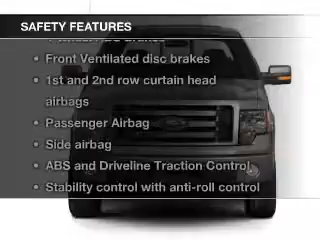 SAFETY FEATURES
• Front Ventilated disc brakes
• 1st and 2nd row curtain head
airbags
• Passenger Airbag
• Side airbag
• ABS and Driveline Traction Control
• Stability control with anti-roll control